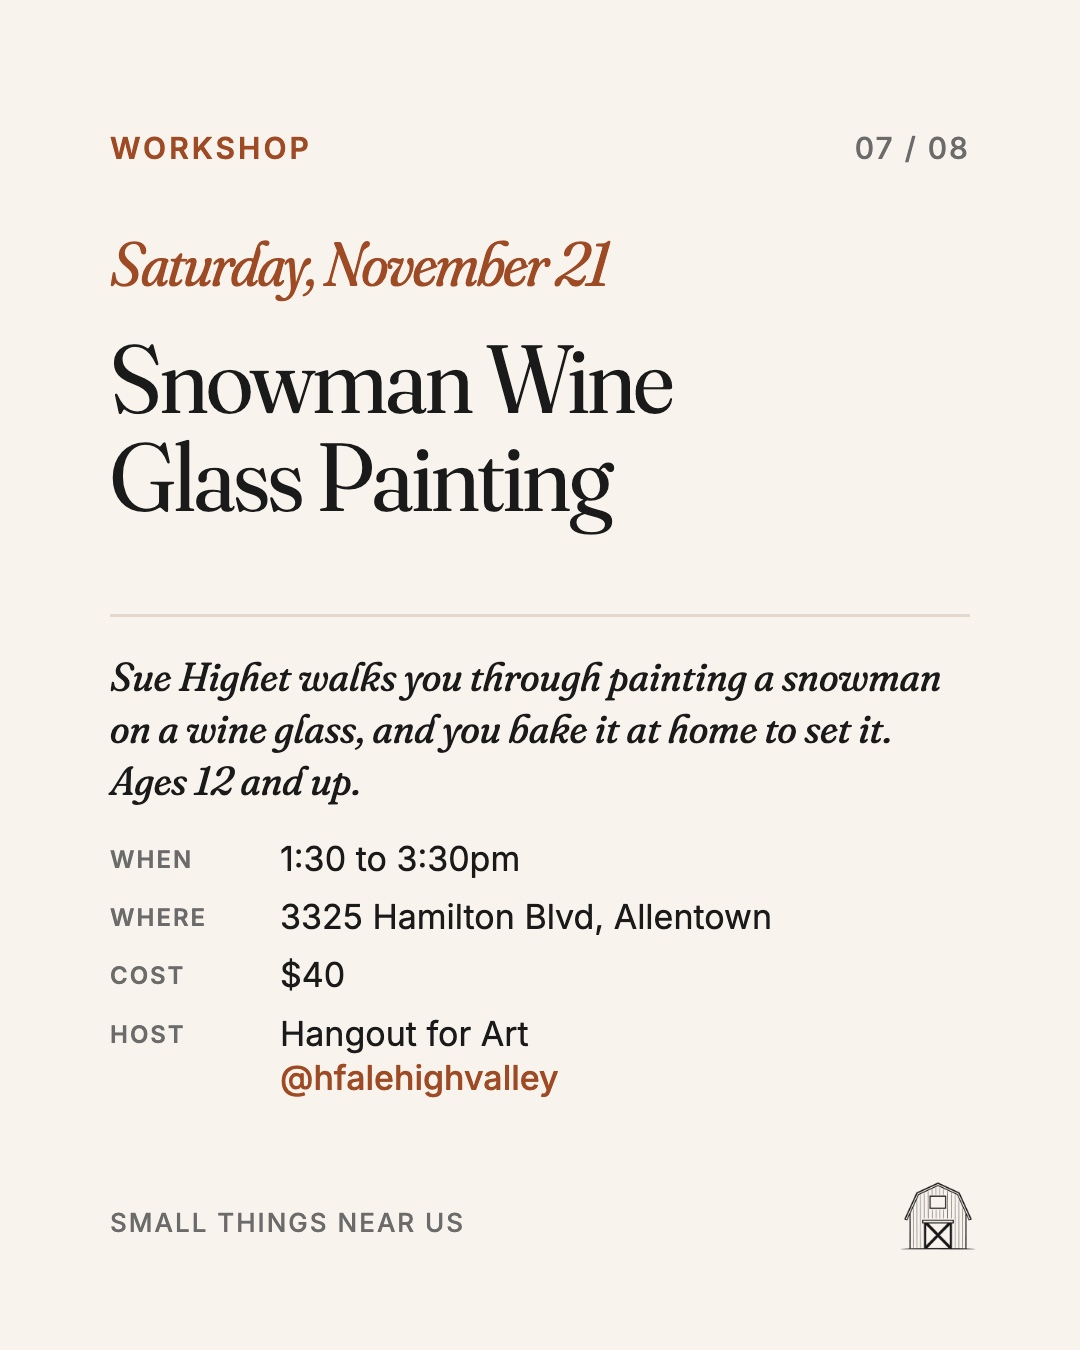 WORKSHOP
07 / 08
Saturday, November 21
Snowman Wine
Glass Painting
Sue Highet walks you through painting a snowman
on a wine glass, and you bake it at home to set it.
Ages 12 and up.
WHEN 1:30 to 3:30pm
WHERE 3325 Hamilton Blvd, Allentown
COST $40
HOST Hangout for Art
@hfalehighvalley
SMALL THINGS NEAR US